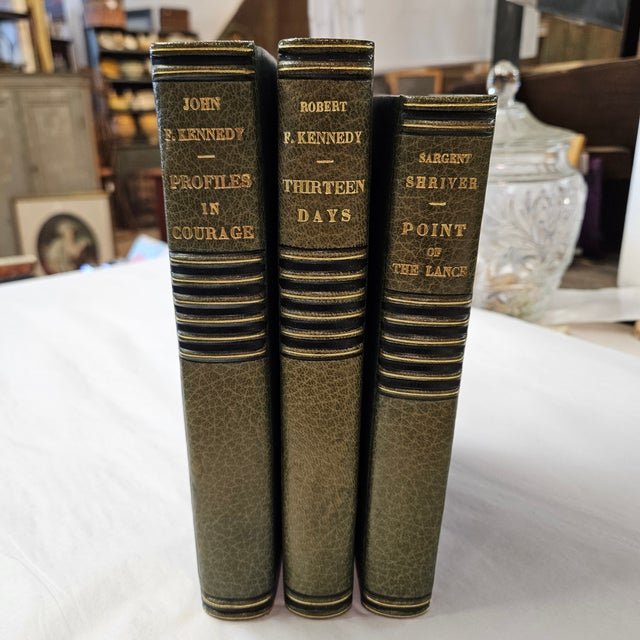 JOHN
F. KENNEDY
PROFILES
IN
COURAGE
ROBERT
F. KENNEDY
THIRTEEN
DAYS
SARGENT
SHRIVER
POINT
OF
THE LANCE